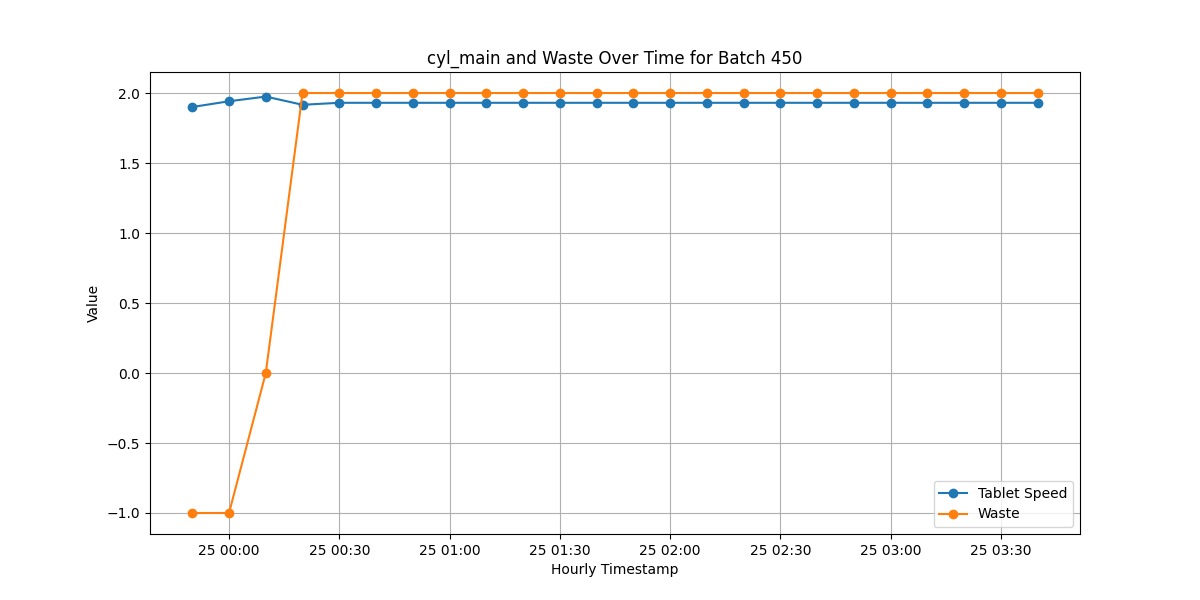 cyl_main and Waste Over Time for Batch 450
2.0
1.5
1.0
0.5
0.0
−0.5
−1.0
Value
25 00:00 25 00:30 25 01:00 25 01:30 25 02:00 25 02:30 25 03:00 25 03:30
Hourly Timestamp
Tablet Speed
Waste